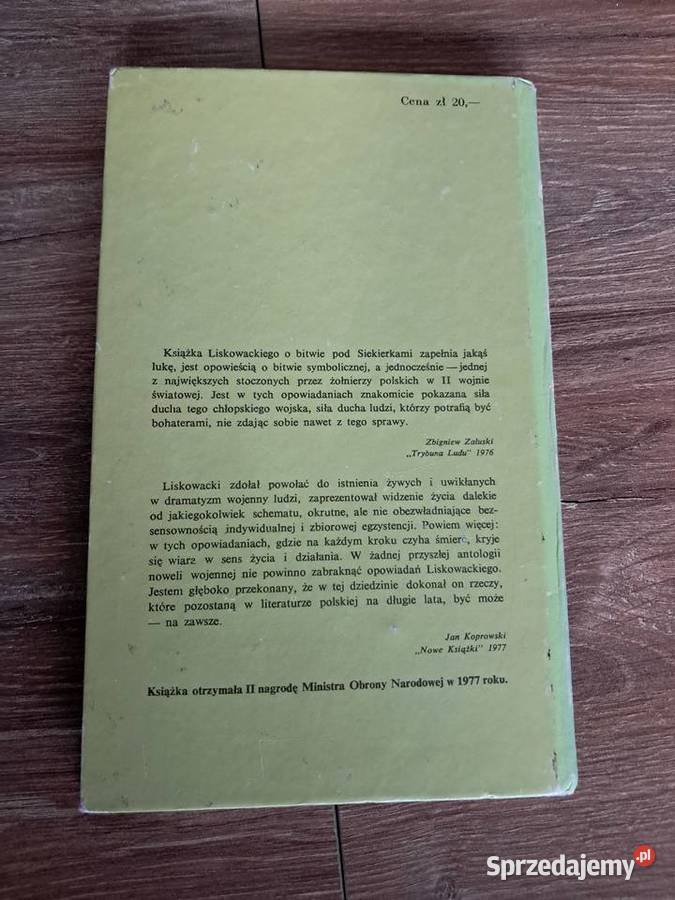 Cena zł 20,—
Książka Liskowackiego o bitwie pod Siekierkami zapełnia jakąś
lukę, jest opowieścią o bitwie symbolicznej, a jednocześnie — jednej
z największych stoczonych przez żołnierzy polskich w II wojnie
światowej. Jest w tych opowiadaniach znakomicie pokazana siła
ducha tego chłopskiego wojska, siła ducha ludzi, którzy potrafią być
bohaterami, nie zdając sobie nawet z tego sprawy.
Zbigniew Załuski
„Trybuna Ludu" 1976
Liskowacki zdołał powołać do istnienia żywych i uwikłanych
w dramatyzm wojenny ludzi, zaprezentował widzenie życia dalekie
od jakiegokolwiek schematu, okrutne, ale nie obezwładniające bez-
sensownością indywidualnej i zbiorowej egzystencji. Powiem więcej:
w tych opowiadaniach, gdzie na każdym kroku czyha śmierć, kryje
się wiara w sens życia i działania. W żadnej przyszłej antologii
noweli wojennej nie powinno zabraknąć opowiadań Liskowackiego.
Jestem głęboko przekonany, że w tej dziedzinie dokonał on rzeczy,
które pozostaną w literaturze polskiej na długie lata, być może
— na zawsze.
Jan Koprowski
„Nowe Książki" 1977
Książka otrzymała II nagrodę Ministra Obrony Narodowej w 1977 roku.
Sprzedajemy.pl